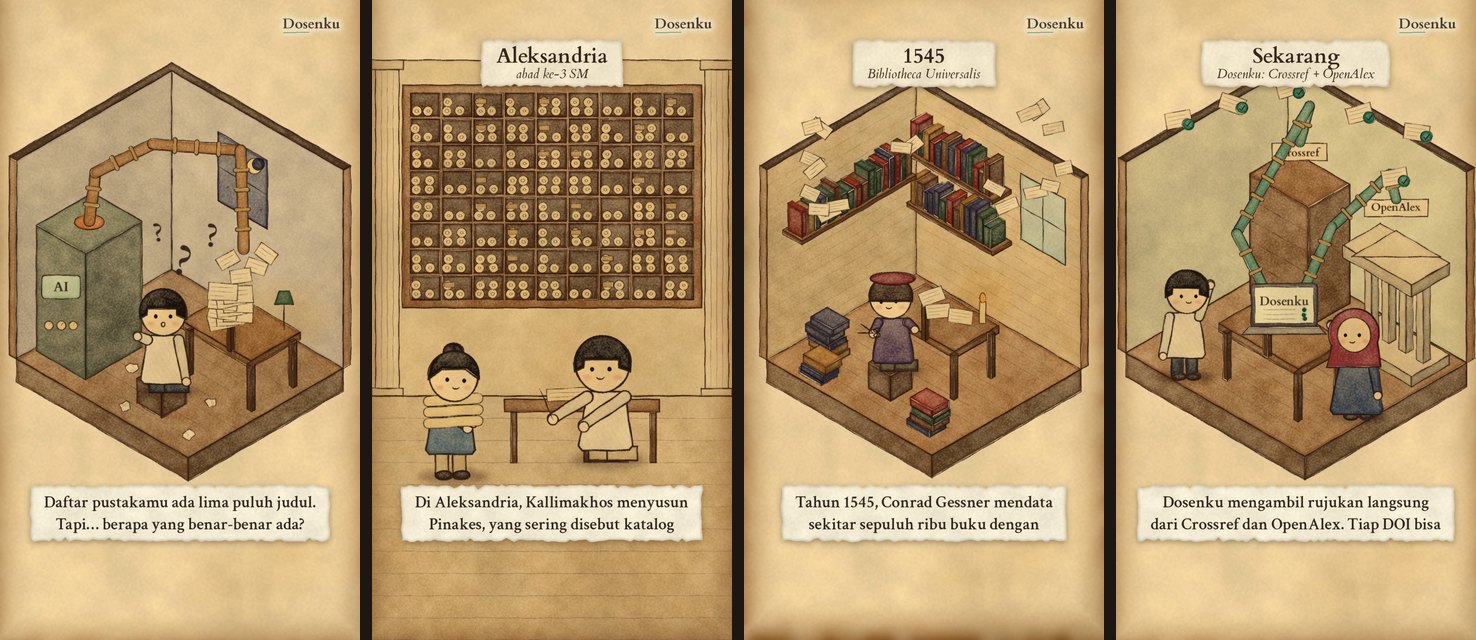 Dosenku
AI
?
?
?
Daftar pustakamu ada lima puluh judul.
Tapi... berapa yang benar-benar ada?
Dosenku
Aleksandria
abad ke-3 SM
Di Aleksandria, Kallimakhos menyusun
Pinakes, yang sering disebut katalog
Dosenku
1545
Bibliotheca Universalis
Tahun 1545, Conrad Gessner mendata
sekitar sepuluh ribu buku dengan
Dosenku
Sekarang
Dosenku: Crossref + OpenAlex
Crossref
OpenAlex
Dosenku
Dosenku mengambil rujukan langsung
dari Crossref dan OpenAlex. Tiap DOI bisa